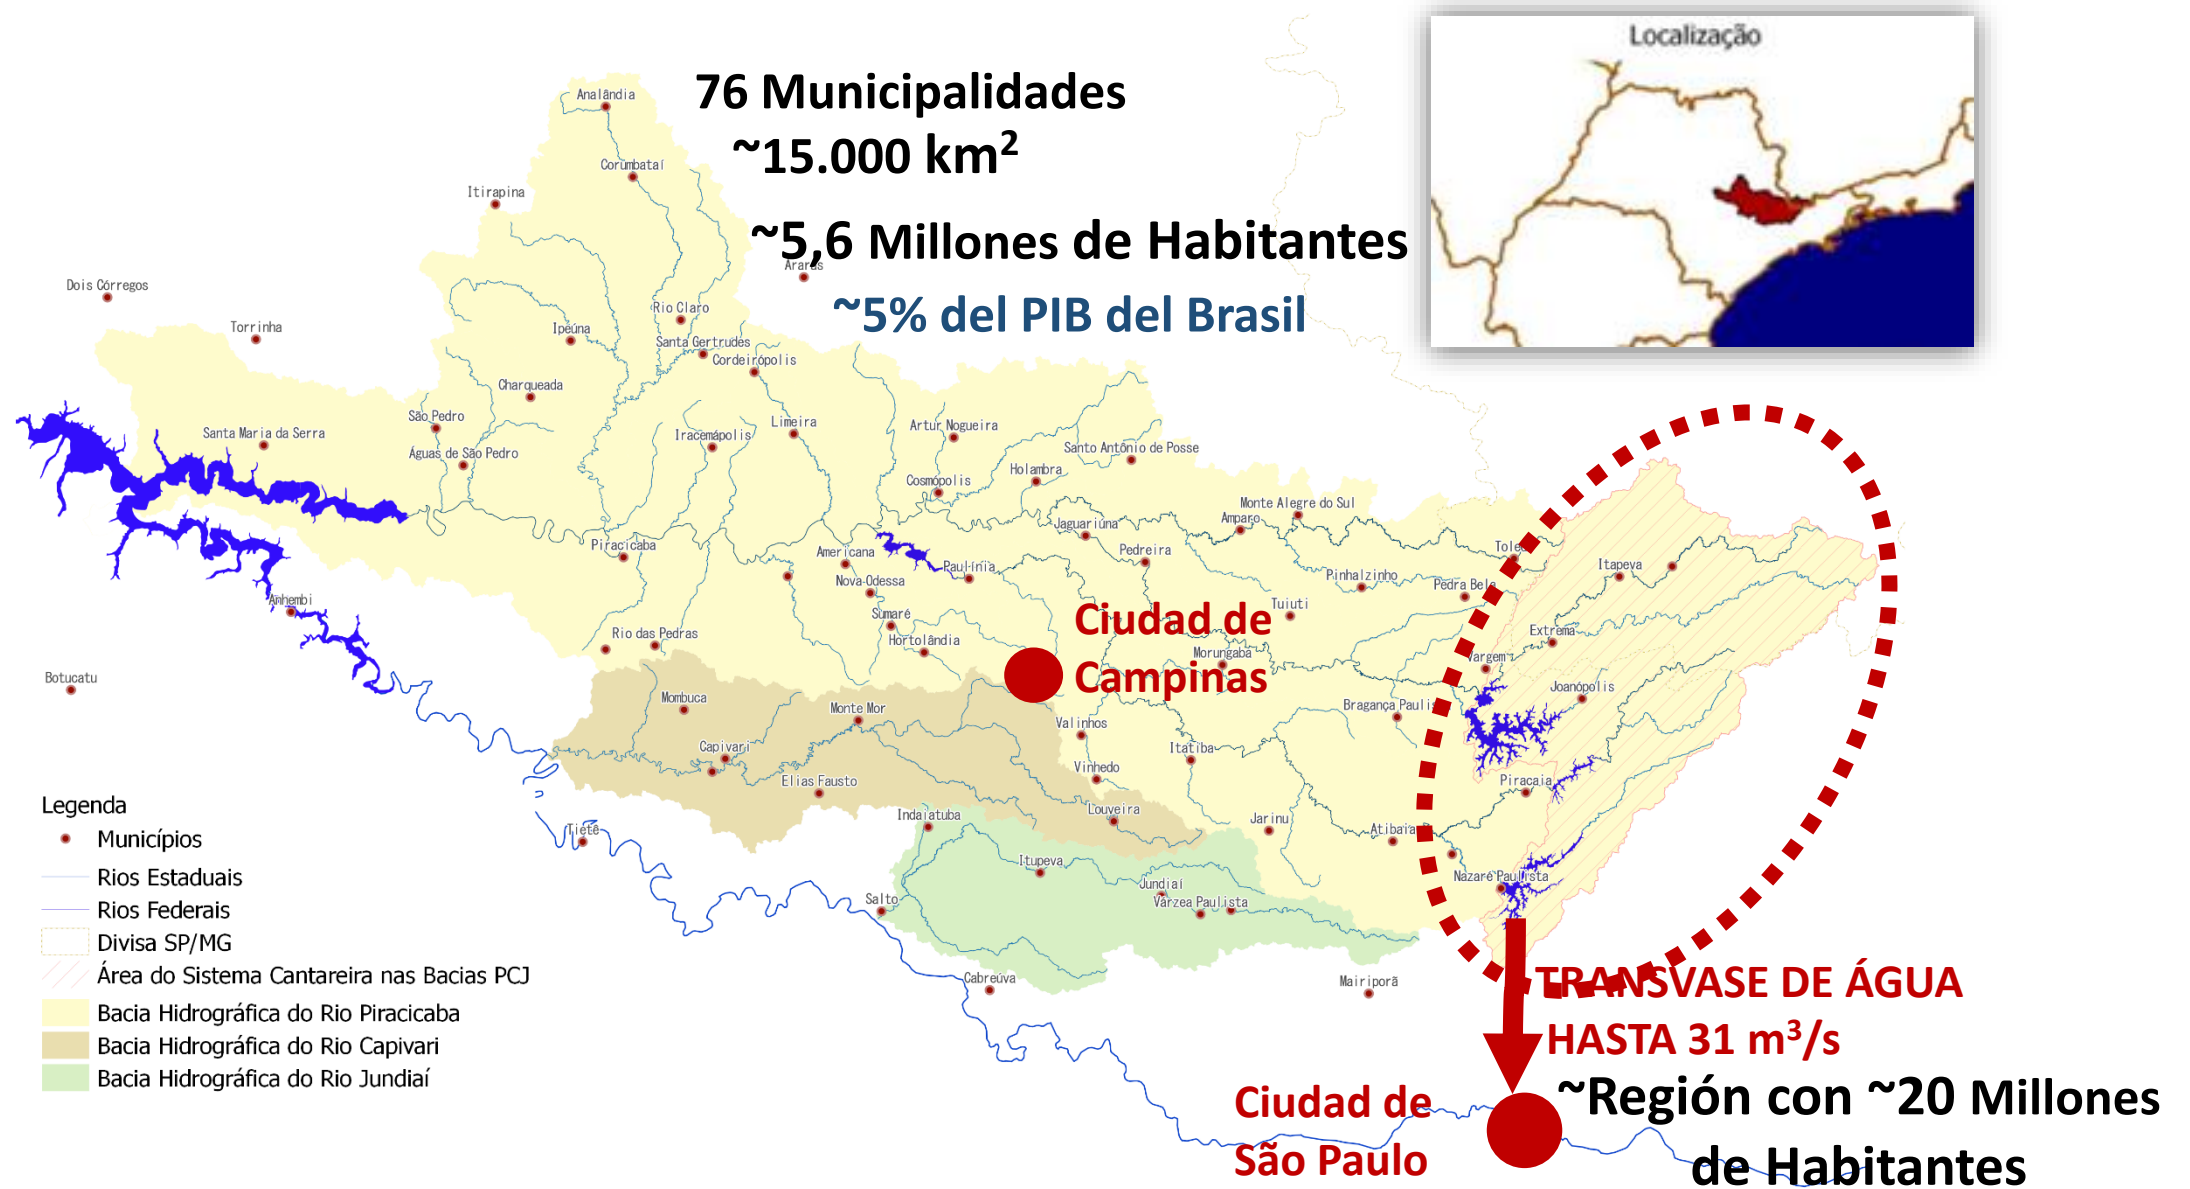 Localização
76 Municipalidades
~15.000 km²
~5,6 Millones de Habitantes
~5% del PIB del Brasil
Analândia
Corumbataí
Itirapina
Araras
Dois Córregos
Torrinha
Rio Claro
Ipeúna
Santa Gertrudes
Cordeirópolis
Charqueada
São Pedro
Santa Maria da Serra
Águas de São Pedro
Iracemápolis
Limeira
Artur Nogueira
Santo Antônio de Posse
Holambra
Cosmópolis
Monte Alegre do Sul
Amparo
Jaguariúna
Piracicaba
Americana
Pedreira
Paulínia
Nova Odessa
Pinhalzinho
Pedra Bela
Itapeva
Anhembi
Sumaré
Tuiuti
Hortolândia
Rio das Pedras
Extrema
Ciudad de
Campinas
Morungaba
Vargem
Botucatu
Mombuca
Monte Mor
Joanópolis
Bragança Paulis
Valinhos
Capivari
Itatiba
Vinhedo
Elias Fausto
Piracaia
Indaiatuba
Louveira
Jarinu
Atibaia
Tietê
Itupeva
Jundiaí
Nazaré Paulista
Salto
Várzea Paulista
Cabreúva
Mairiporã
Legenda
Municípios
Rios Estaduais
Rios Federais
Divisa SP/MG
Área do Sistema Cantareira nas Bacias PCJ
Bacia Hidrográfica do Rio Piracicaba
Bacia Hidrográfica do Rio Capivari
Bacia Hidrográfica do Rio Jundiaí
TRANSVASE DE ÁGUA
HASTA 31 m³/s
Ciudad de
São Paulo
~Región con ~20 Millones
de Habitantes